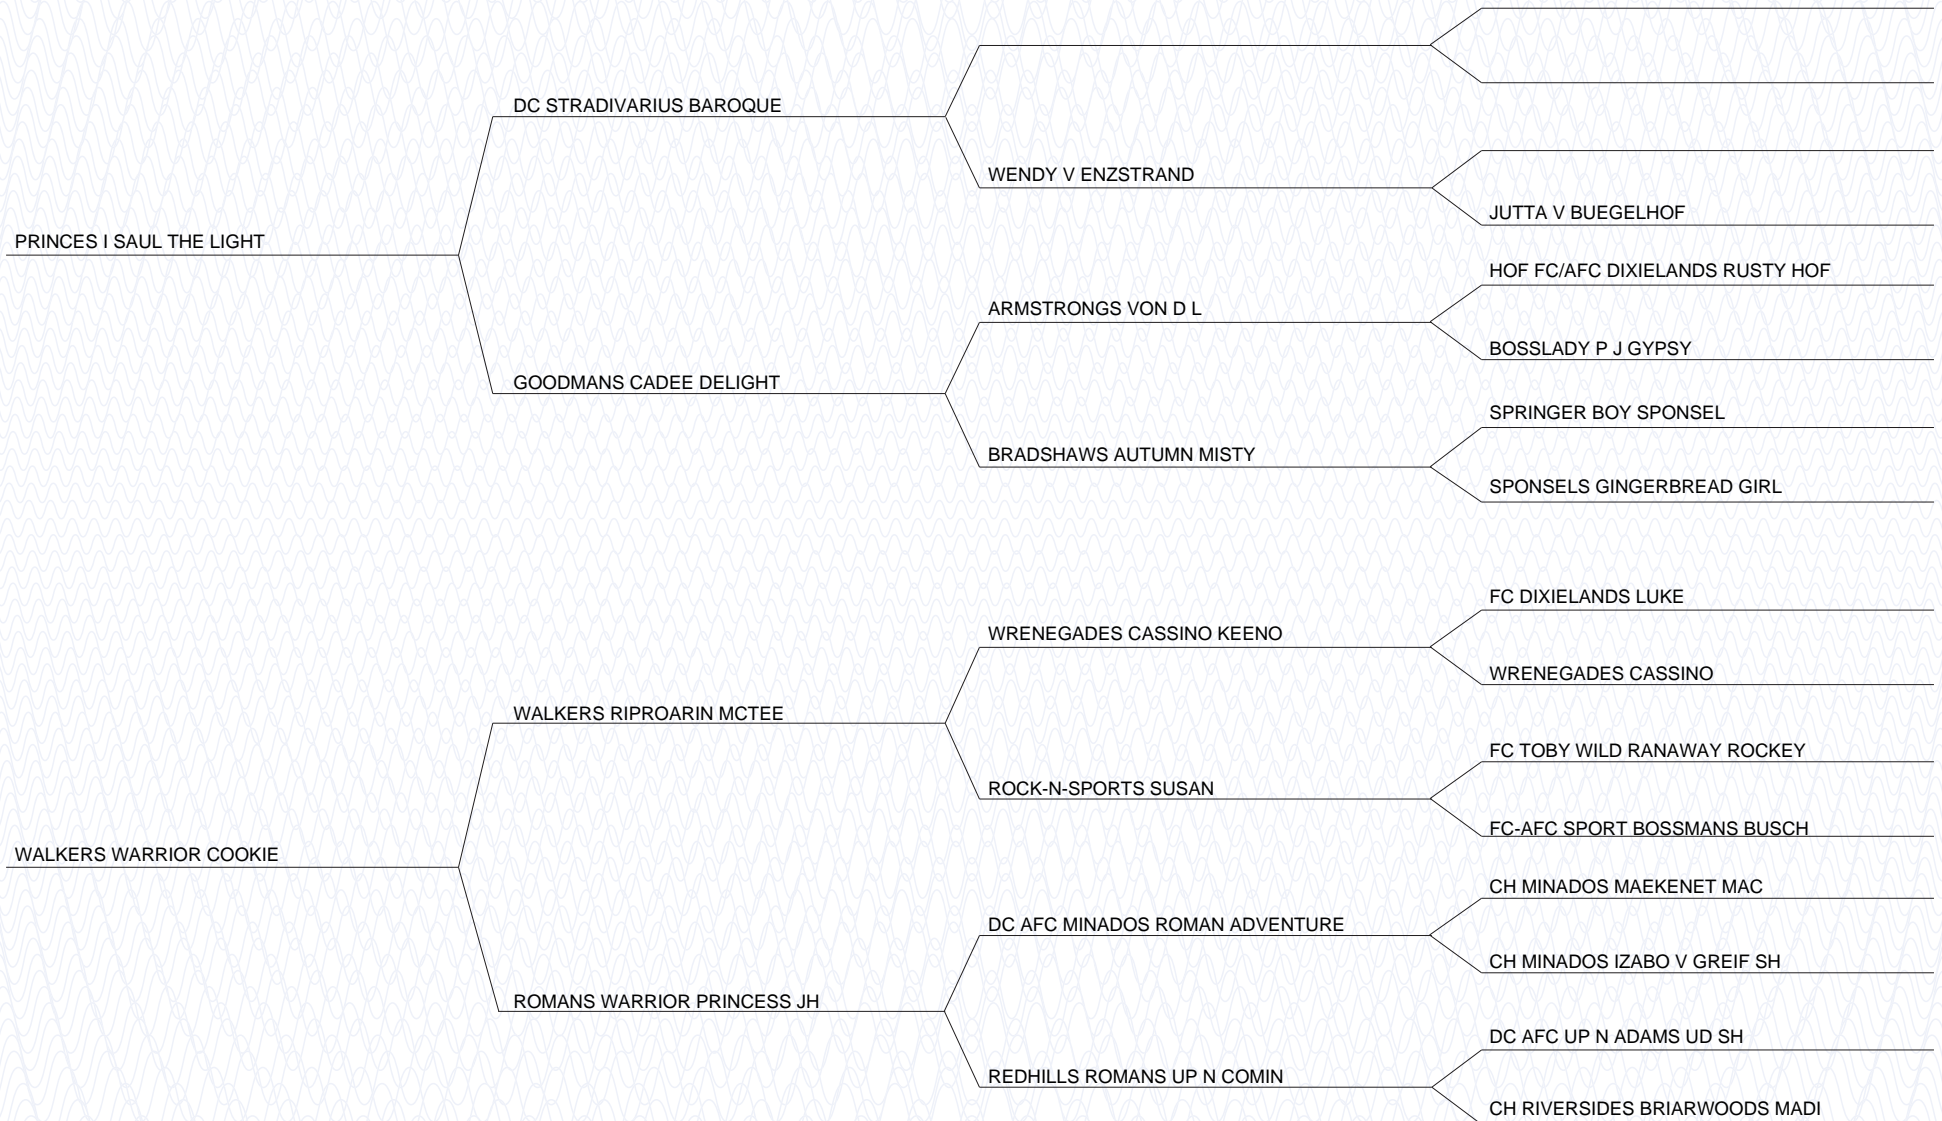 DC STRADIVARIUS BAROQUE
WENDY V ENZSTRAND
JUTTA V BUEGELHOF
PRINCES I SAUL THE LIGHT
HOF FC/AFC DIXIELANDS RUSTY HOF
ARMSTRONGS VON D L
BOSSLADY P J GYPSY
GOODMANS CADEE DELIGHT
SPRINGER BOY SPONSEL
BRADSHAWS AUTUMN MISTY
SPONSELS GINGERBREAD GIRL
FC DIXIELANDS LUKE
WRENEGADES CASSINO KEENO
WRENEGADES CASSINO
WALKERS RIPROARIN MCTEE
FC TOBY WILD RANAWAY ROCKEY
ROCK-N-SPORTS SUSAN
FC-AFC SPORT BOSSMANS BUSCH
WALKERS WARRIOR COOKIE
CH MINADOS MAEKENET MAC
DC AFC MINADOS ROMAN ADVENTURE
CH MINADOS IZABO V GREIF SH
ROMANS WARRIOR PRINCESS JH
DC AFC UP N ADAMS UD SH
REDHILLS ROMANS UP N COMIN
CH RIVERSIDES BRIARWOODS MADI